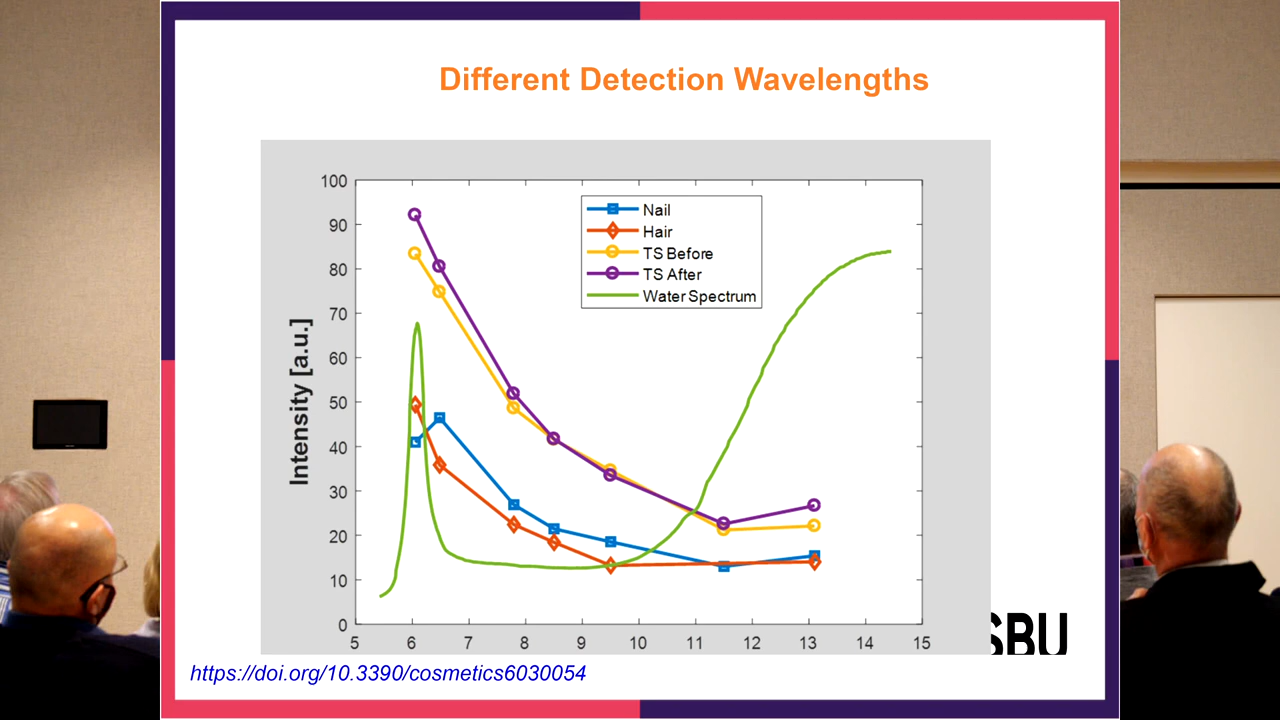 Different Detection Wavelengths
100
90
80
70
60
50
40
30
20
10
0
Intensity [a.u.]
Nail
Hair
TS Before
TS After
Water Spectrum
5 6 7 8 9 10 11 12 13 14 15
SBU
https://doi.org/10.3390/cosmetics6030054